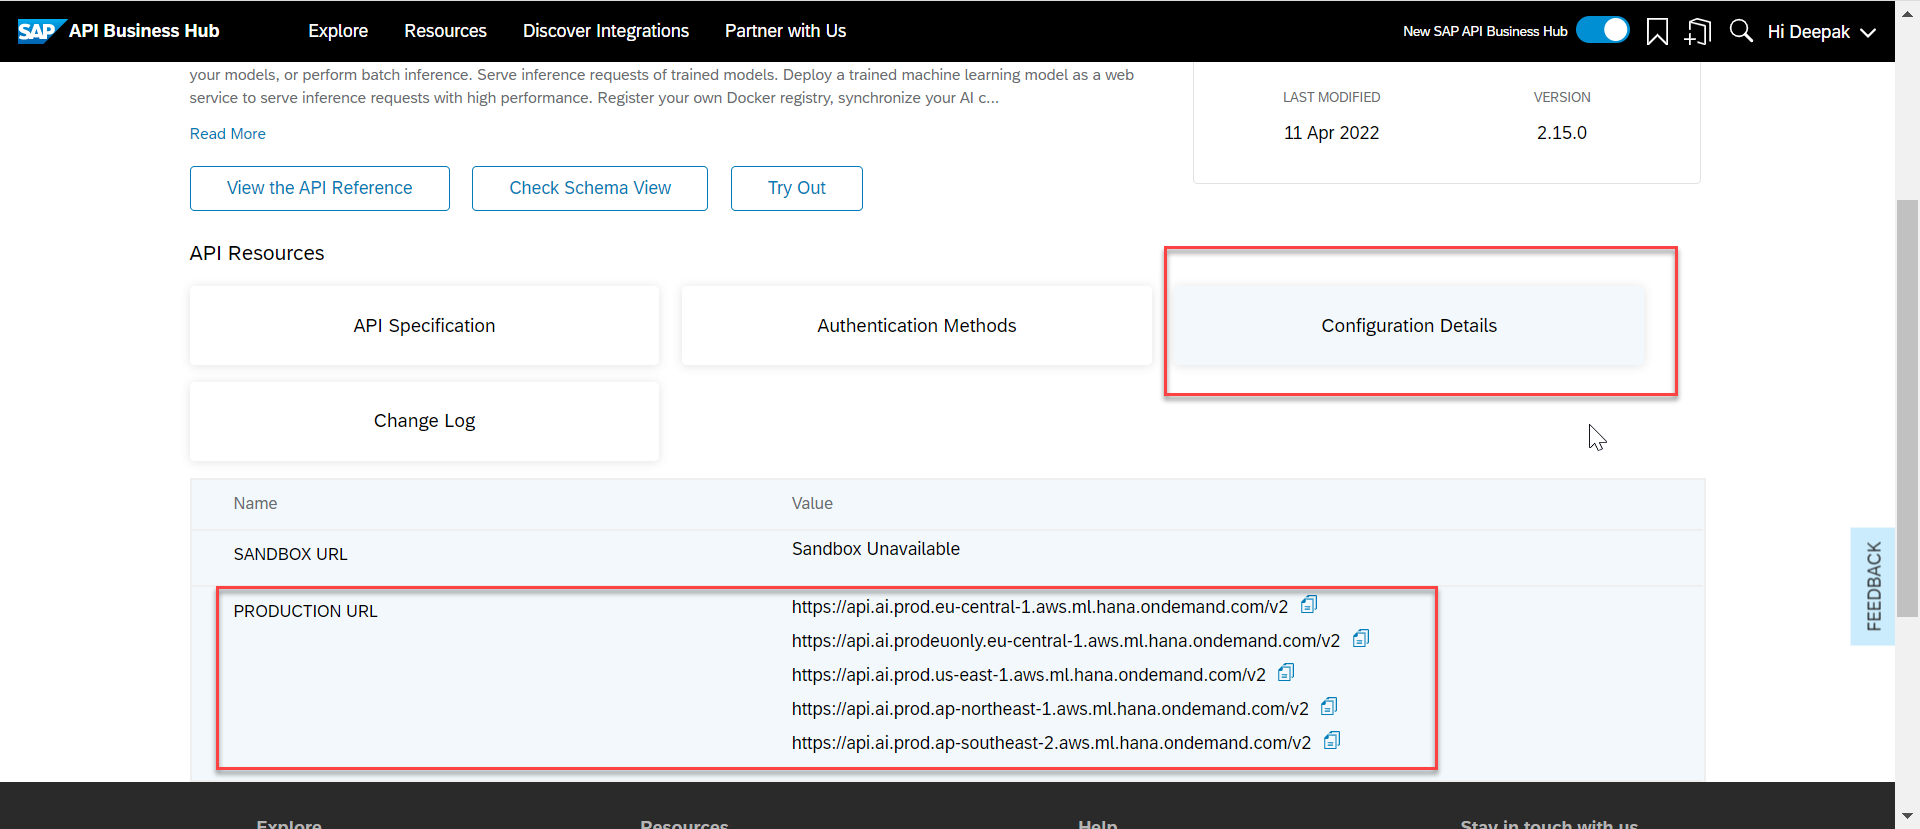 SAP API Business Hub
Explore
Resources
Discover Integrations
Partner with Us
New SAP API Business Hub
Hi Deepak
your models, or perform batch inference. Serve inference requests of trained models. Deploy a trained machine learning model as a web
service to serve inference requests with high performance. Register your own Docker registry, synchronize your AI c...
Read More
LAST MODIFIED
VERSION
11 Apr 2022
2.15.0
View the API Reference
Check Schema View
Try Out
API Resources
API Specification
Authentication Methods
Configuration Details
Change Log
Name
Value
SANDBOX URL
Sandbox Unavailable
PRODUCTION URL
https://api.ai.prod.eu-central-1.aws.ml.hana.ondemand.com/v2
https://api.ai.prodeuonly.eu-central-1.aws.ml.hana.ondemand.com/v2
https://api.ai.prod.us-east-1.aws.ml.hana.ondemand.com/v2
https://api.ai.prod.ap-northeast-1.aws.ml.hana.ondemand.com/v2
https://api.ai.prod.ap-southeast-2.aws.ml.hana.ondemand.com/v2
FEEDBACK
Explore
Resources
Help
Stay in touch with us